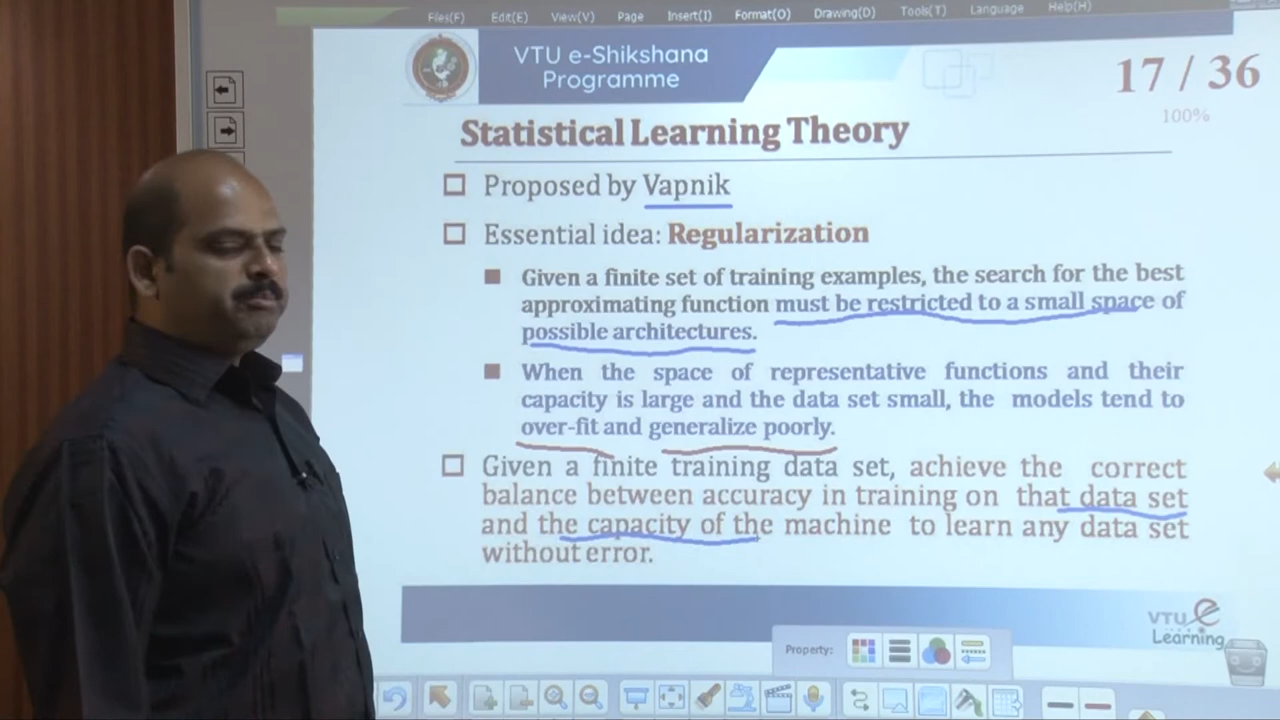 Files(F) Edit(E) View(V) Page Insert(I) Format(O) Drawing(D) Tools(T) Language Help(H)
VTU e-Shikshana
Programme
17 / 36
100%
Statistical Learning Theory
Proposed by Vapnik
Essential idea: Regularization
Given a finite set of training examples, the search for the best
approximating function must be restricted to a small space of
possible architectures.
When the space of representative functions and their
capacity is large and the data set small, the models tend to
over-fit and generalize poorly.
Given a finite training data set, achieve the correct
balance between accuracy in training on that data set
and the capacity of the machine to learn any data set
without error.
VTU e
Learning
Property: